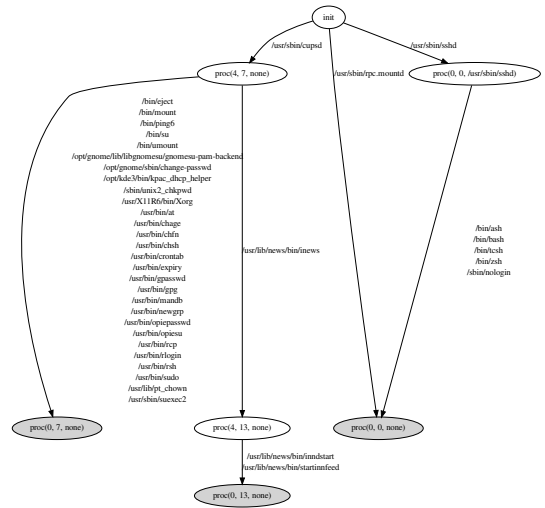 init
/usr/sbin/cupsd
/usr/sbin/sshd
proc(4, 7, none)
/usr/sbin/rpc.mountd
proc(0, 0, /usr/sbin/sshd)
/bin/eject
/bin/mount
/bin/ping6
/bin/su
/bin/umount
/opt/gnome/lib/libgnomesu/gnomesu-pam-backend
/opt/gnome/sbin/change-passwd
/opt/kde3/bin/kpac_dhcp_helper
/sbin/unix2_chkpwd
/usr/X11R6/bin/Xorg
/usr/bin/at
/usr/bin/chage
/usr/bin/chfn
/usr/bin/chsh
/usr/bin/crontab
/usr/bin/expiry
/usr/bin/gpasswd
/usr/bin/gpg
/usr/bin/mandb
/usr/bin/newgrp
/usr/bin/opiepasswd
/usr/bin/opiesu
/usr/bin/rcp
/usr/bin/rlogin
/usr/bin/rsh
/usr/bin/sudo
/usr/lib/pt_chown
/usr/sbin/suexec2
/usr/lib/news/bin/inews
/bin/ash
/bin/bash
/bin/tcsh
/bin/zsh
/sbin/nologin
proc(0, 7, none)
proc(4, 13, none)
proc(0, 0, none)
/usr/lib/news/bin/inndstart
/usr/lib/news/bin/startinnfeed
proc(0, 13, none)